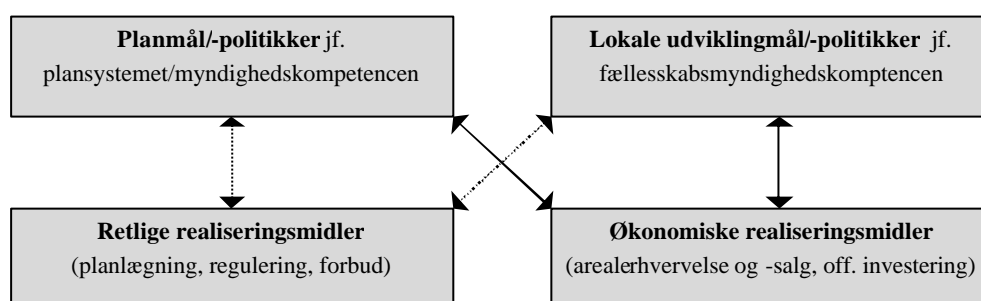 Planmål/-politikker jf.
plansystemet/myndighedskompetencen
Lokale udviklingmål/-politikker jf.
fællesskabsmyndighedskomptencen
Retlige realiseringsmidler
(planlægning, regulering, forbud)
Økonomiske realiseringsmidler
(arealerhvervelse og -salg, off. investering)